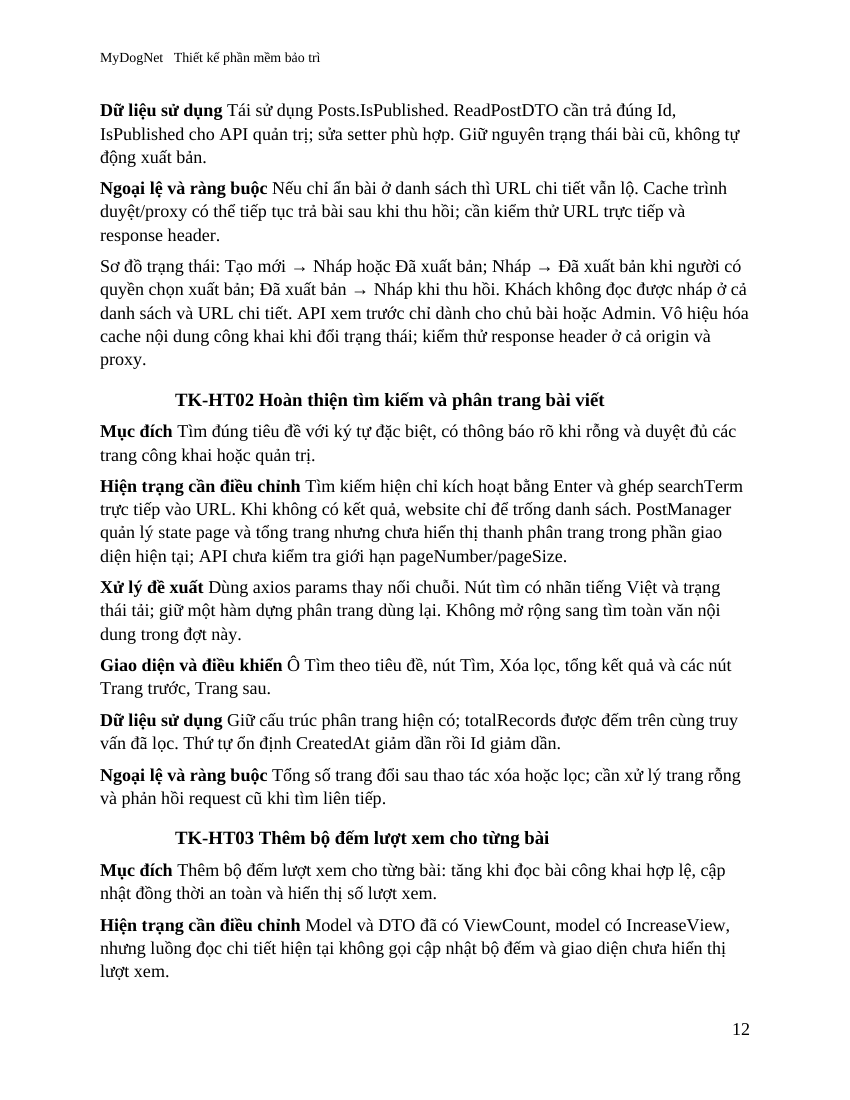 MyDogNet Thiết kế phần mềm bảo trì
Dữ liệu sử dụng Tái sử dụng Posts.IsPublished. ReadPostDTO cần trả đúng Id,
IsPublished cho API quản trị; sửa setter phù hợp. Giữ nguyên trạng thái bài cũ, không tự
động xuất bản.
Ngoại lệ và ràng buộc Nếu chỉ ẩn bài ở danh sách thì URL chi tiết vẫn lộ. Cache trình
duyệt/proxy có thể tiếp tục trả bài sau khi thu hồi; cần kiểm thử URL trực tiếp và
response header.
Sơ đồ trạng thái: Tạo mới → Nháp hoặc Đã xuất bản; Nháp → Đã xuất bản khi người có
quyền chọn xuất bản; Đã xuất bản → Nháp khi thu hồi. Khách không đọc được nháp ở cả
danh sách và URL chi tiết. API xem trước chỉ dành cho chủ bài hoặc Admin. Vô hiệu hóa
cache nội dung công khai khi đổi trạng thái; kiểm thử response header ở cả origin và
proxy.
TK-HT02 Hoàn thiện tìm kiếm và phân trang bài viết
Mục đích Tìm đúng tiêu đề với ký tự đặc biệt, có thông báo rõ khi rỗng và duyệt đủ các
trang công khai hoặc quản trị.
Hiện trạng cần điều chỉnh Tìm kiếm hiện chỉ kích hoạt bằng Enter và ghép searchTerm
trực tiếp vào URL. Khi không có kết quả, website chỉ để trống danh sách. PostManager
quản lý state page và tổng trang nhưng chưa hiển thị thanh phân trang trong phần giao
diện hiện tại; API chưa kiểm tra giới hạn pageNumber/pageSize.
Xử lý đề xuất Dùng axios params thay nối chuỗi. Nút tìm có nhãn tiếng Việt và trạng
thái tải; giữ một hàm dựng phân trang dùng lại. Không mở rộng sang tìm toàn văn nội
dung trong đợt này.
Giao diện và điều khiển Ô Tìm theo tiêu đề, nút Tìm, Xóa lọc, tổng kết quả và các nút
Trang trước, Trang sau.
Dữ liệu sử dụng Giữ cấu trúc phân trang hiện có; totalRecords được đếm trên cùng truy
vấn đã lọc. Thứ tự ổn định CreatedAt giảm dần rồi Id giảm dần.
Ngoại lệ và ràng buộc Tổng số trang đổi sau thao tác xóa hoặc lọc; cần xử lý trang rỗng
và phản hồi request cũ khi tìm liên tiếp.
TK-HT03 Thêm bộ đếm lượt xem cho từng bài
Mục đích Thêm bộ đếm lượt xem cho từng bài: tăng khi đọc bài công khai hợp lệ, cập
nhật đồng thời an toàn và hiển thị số lượt xem.
Hiện trạng cần điều chỉnh Model và DTO đã có ViewCount, model có IncreaseView,
nhưng luồng đọc chi tiết hiện tại không gọi cập nhật bộ đếm và giao diện chưa hiển thị
lượt xem.
12